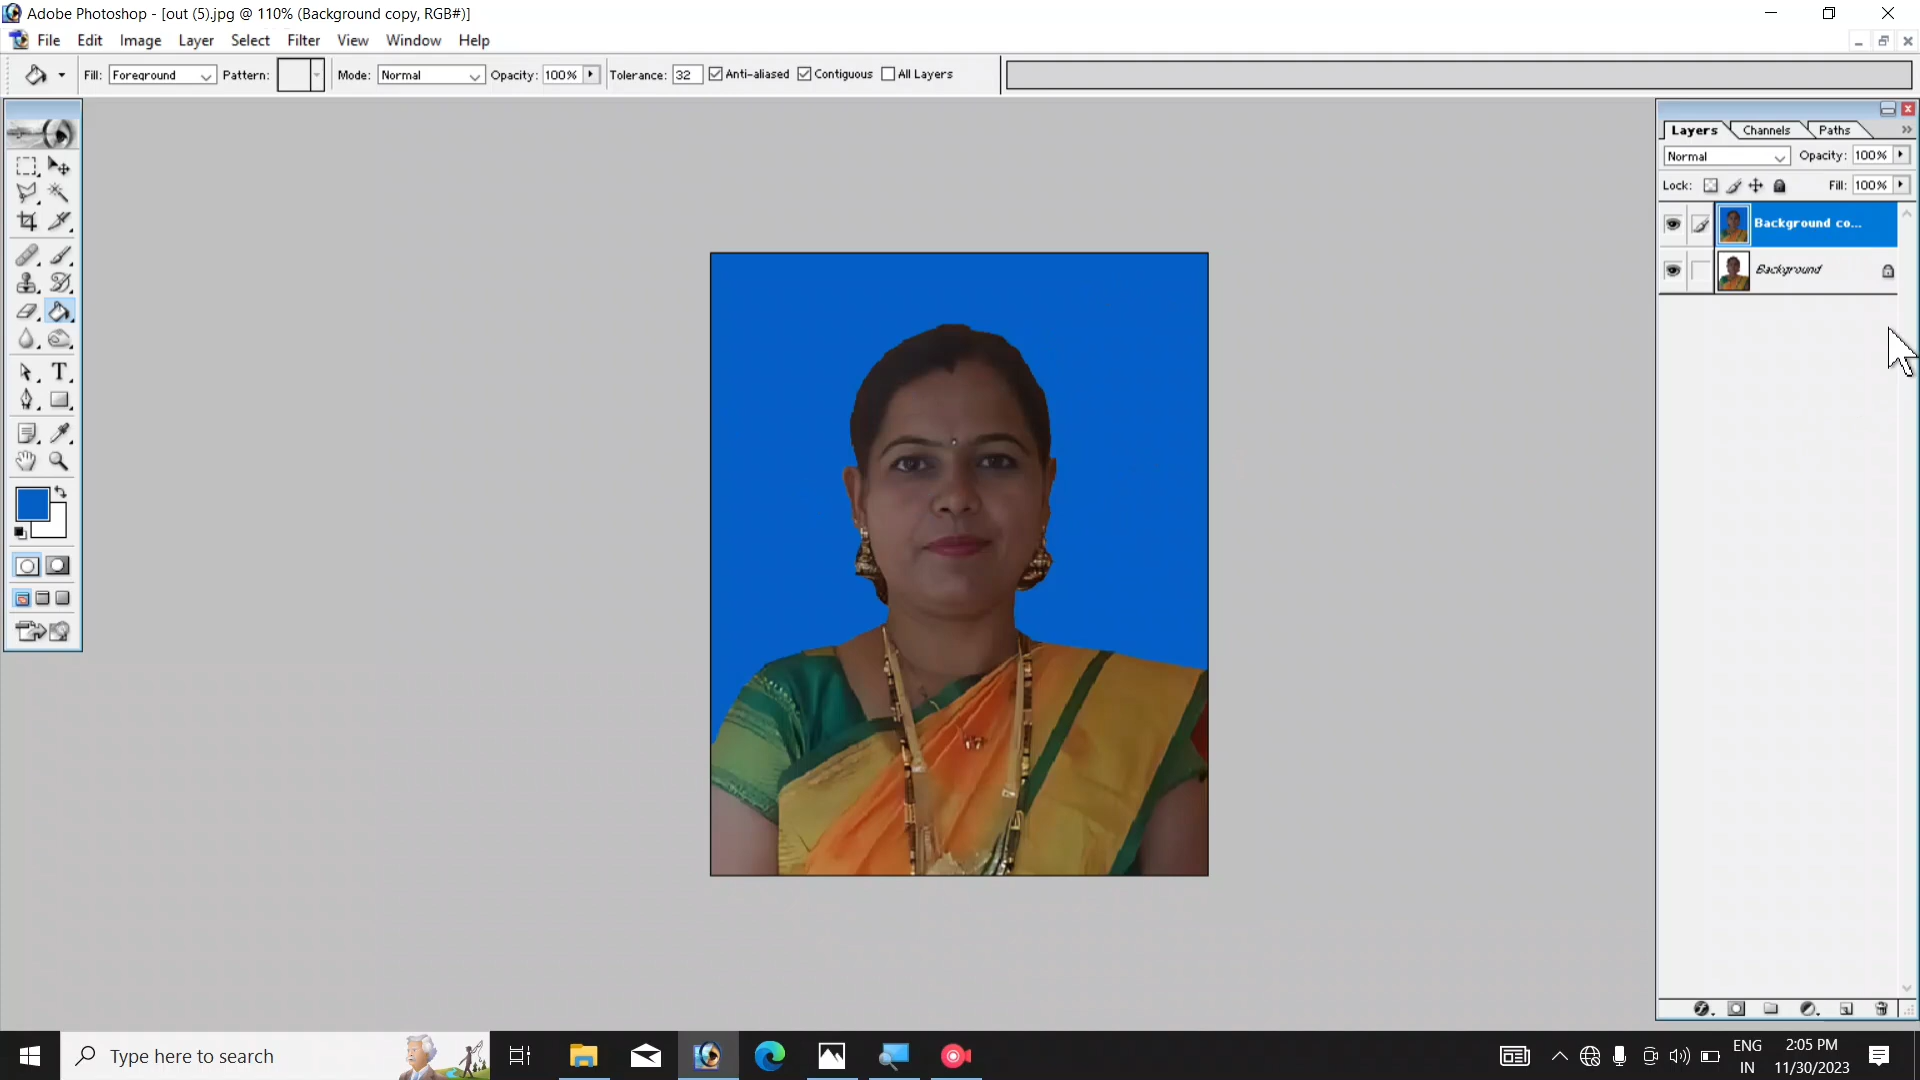 Adobe Photoshop - [out (5).jpg @ 110% (Background copy, RGB#)]
File Edit Image Layer Select Filter View Window Help
Fill: Foreground Pattern: Mode: Normal Opacity: 100% Tolerance: 32 Anti-aliased Contiguous All Layers
Layers Channels Paths
Normal Opacity: 100%
Lock: Fill: 100%
Background co...
Background
T
Type here to search
ENG
IN
2:05 PM
11/30/2023